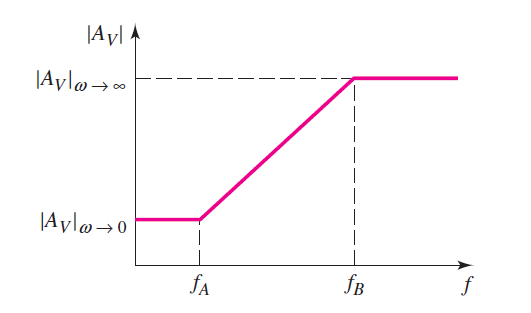 |A_V|
|A_V|ω → ∞
|A_V|ω → 0
f_A
f_B
f